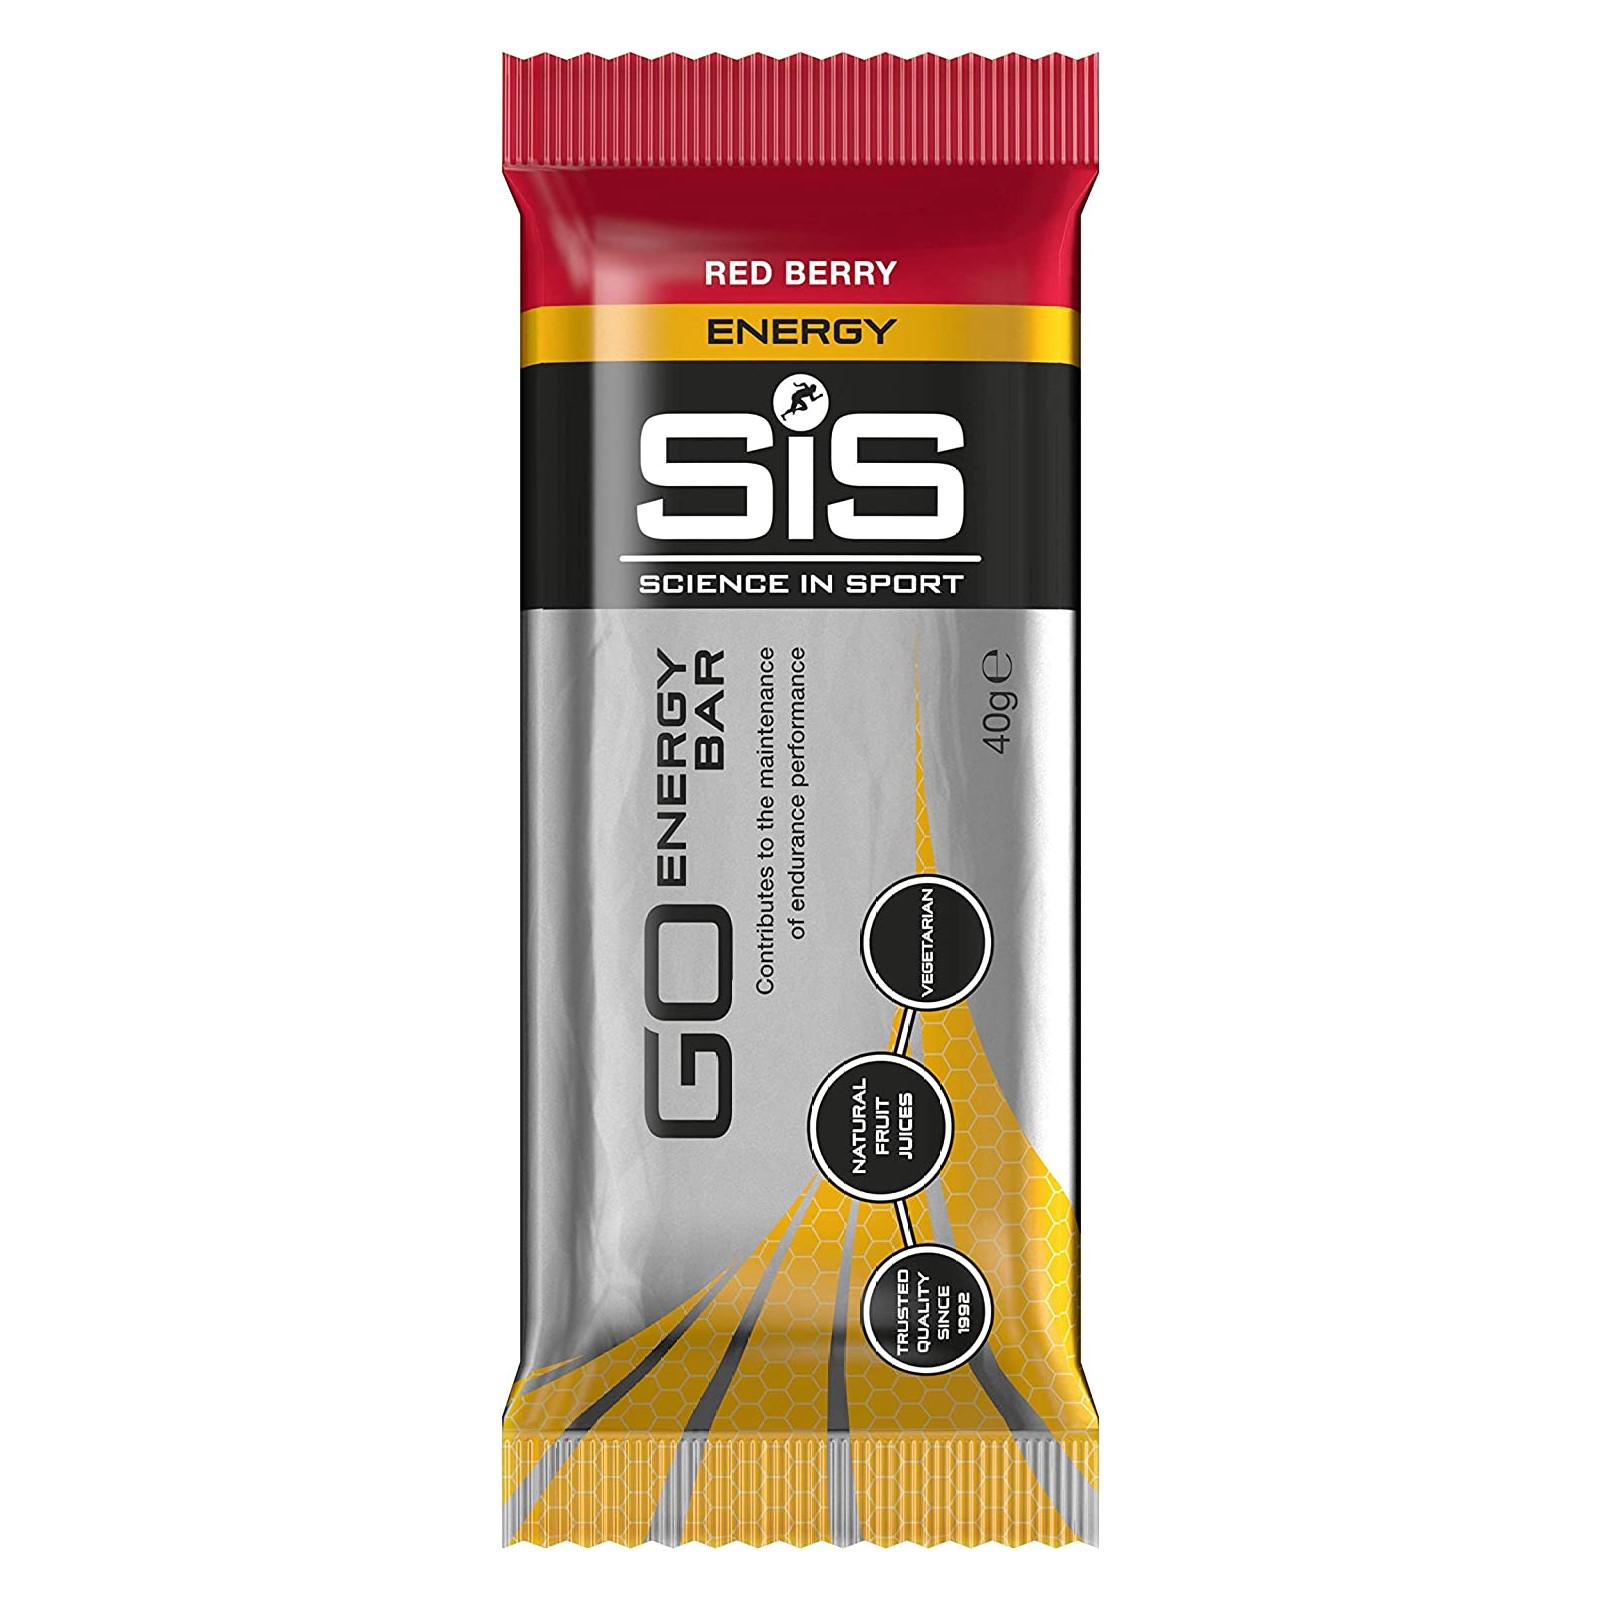 RED BERRY
ENERGY
SiS
SCIENCE IN SPORT
GO ENERGY
BAR
Contributes to the maintenance
of endurance performance
40g ℮
VEGETARIAN
NATURAL
FRUIT
JUICES
TRUSTED
QUALITY
SINCE
1992